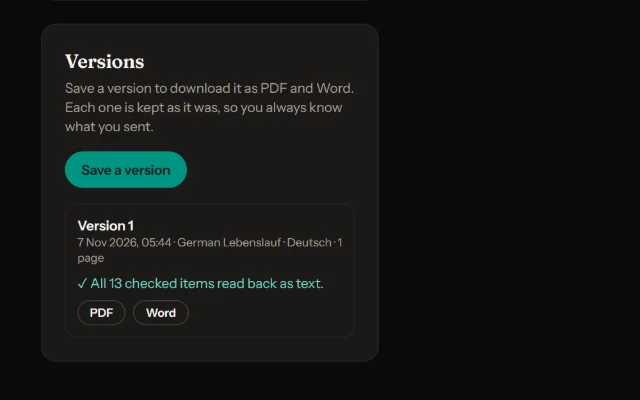 Versions
Save a version to download it as PDF and Word.
Each one is kept as it was, so you always know
what you sent.
Save a version
Version 1
7 Nov 2026, 05:44 · German Lebenslauf · Deutsch · 1
page
✓ All 13 checked items read back as text.
PDF Word